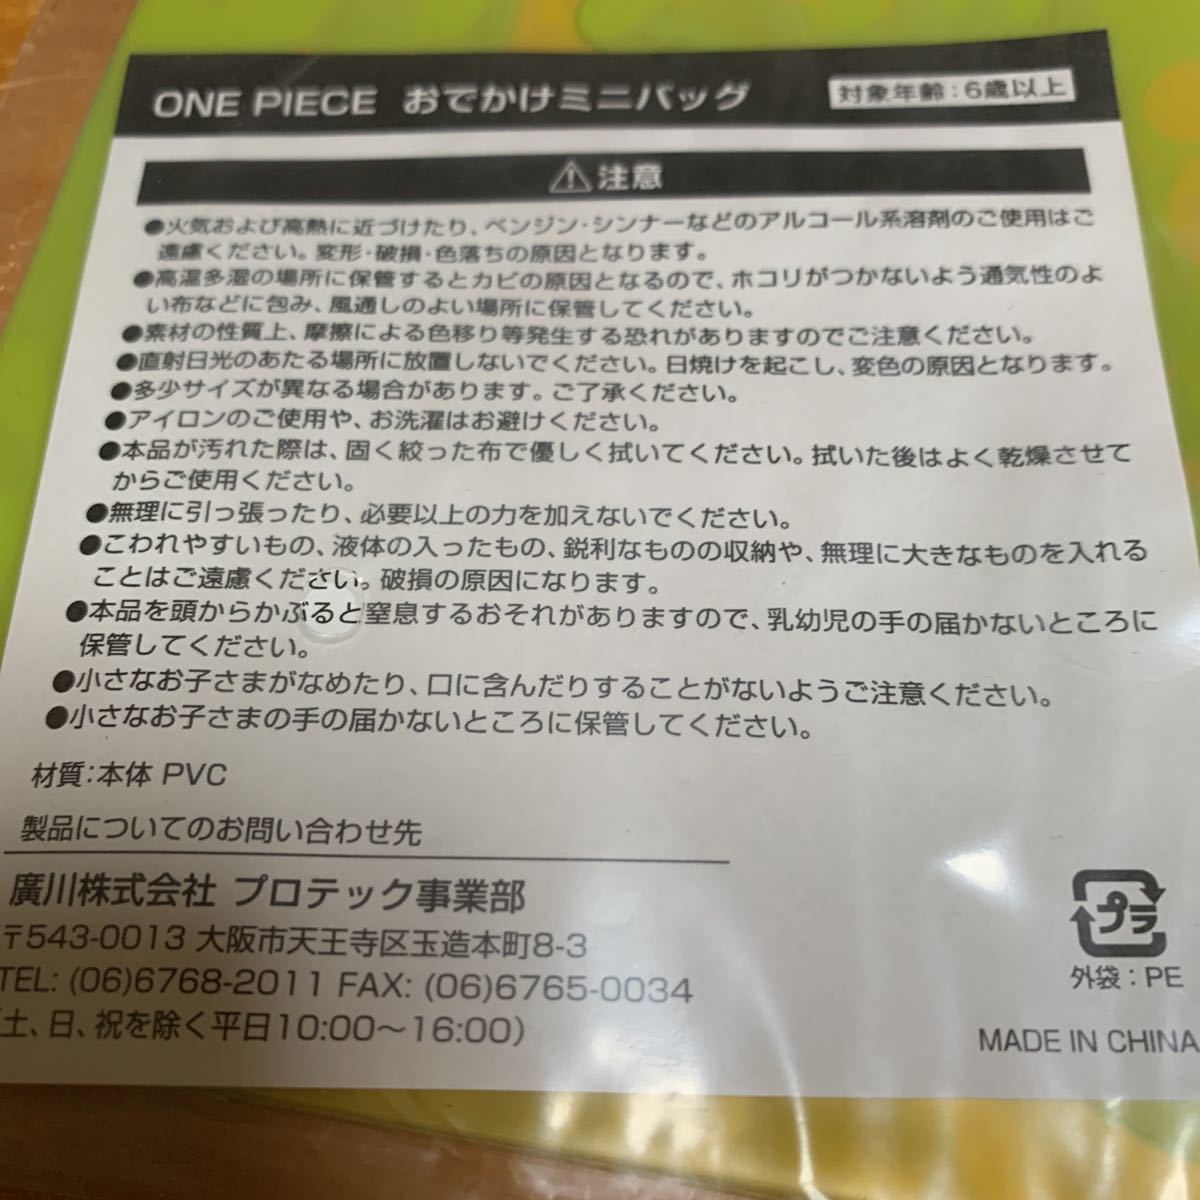 ONE PIECE おでかけミニバッグ 対象年齢:6歳以上
注意
●火気および高熱に近づけたり、ベンジン・シンナーなどのアルコール系溶剤のご使用はご
遠慮ください。変形・破損・色落ちの原因となります。
●高温多湿の場所に保管するとカビの原因となるので、ホコリがつかないよう通気性のよ
い布などに包み、風通しのよい場所に保管してください。
●素材の性質上、摩擦による色移り等発生する恐れがありますのでご注意ください。
●直射日光のあたる場所に放置しないでください。日焼けを起こし、変色の原因となります。
●多少サイズが異なる場合があります。ご了承ください。
●アイロンのご使用や、お洗濯はお避けください。
●本品が汚れた際は、固く絞った布で優しく拭いてください。拭いた後はよく乾燥させて
からご使用ください。
●無理に引っ張ったり、必要以上の力を加えないでください。
●こわれやすいもの、液体の入ったもの、鋭利なものの収納や、無理に大きなものを入れる
ことはご遠慮ください。破損の原因になります。
●本品を頭からかぶると窒息するおそれがありますので、乳幼児の手の届かないところに
保管してください。
●小さなお子さまがなめたり、口に含んだりすることがないようご注意ください。
●小さなお子さまの手の届かないところに保管してください。
材質:本体 PVC
製品についてのお問い合わせ先
廣川株式会社 プロテック事業部
〒543-0013 大阪市天王寺区玉造本町8-3
TEL: (06)6768-2011 FAX: (06)6765-0034
(土、日、祝を除く平日10:00〜16:00)
プラ
外袋:PE
MADE IN CHINA